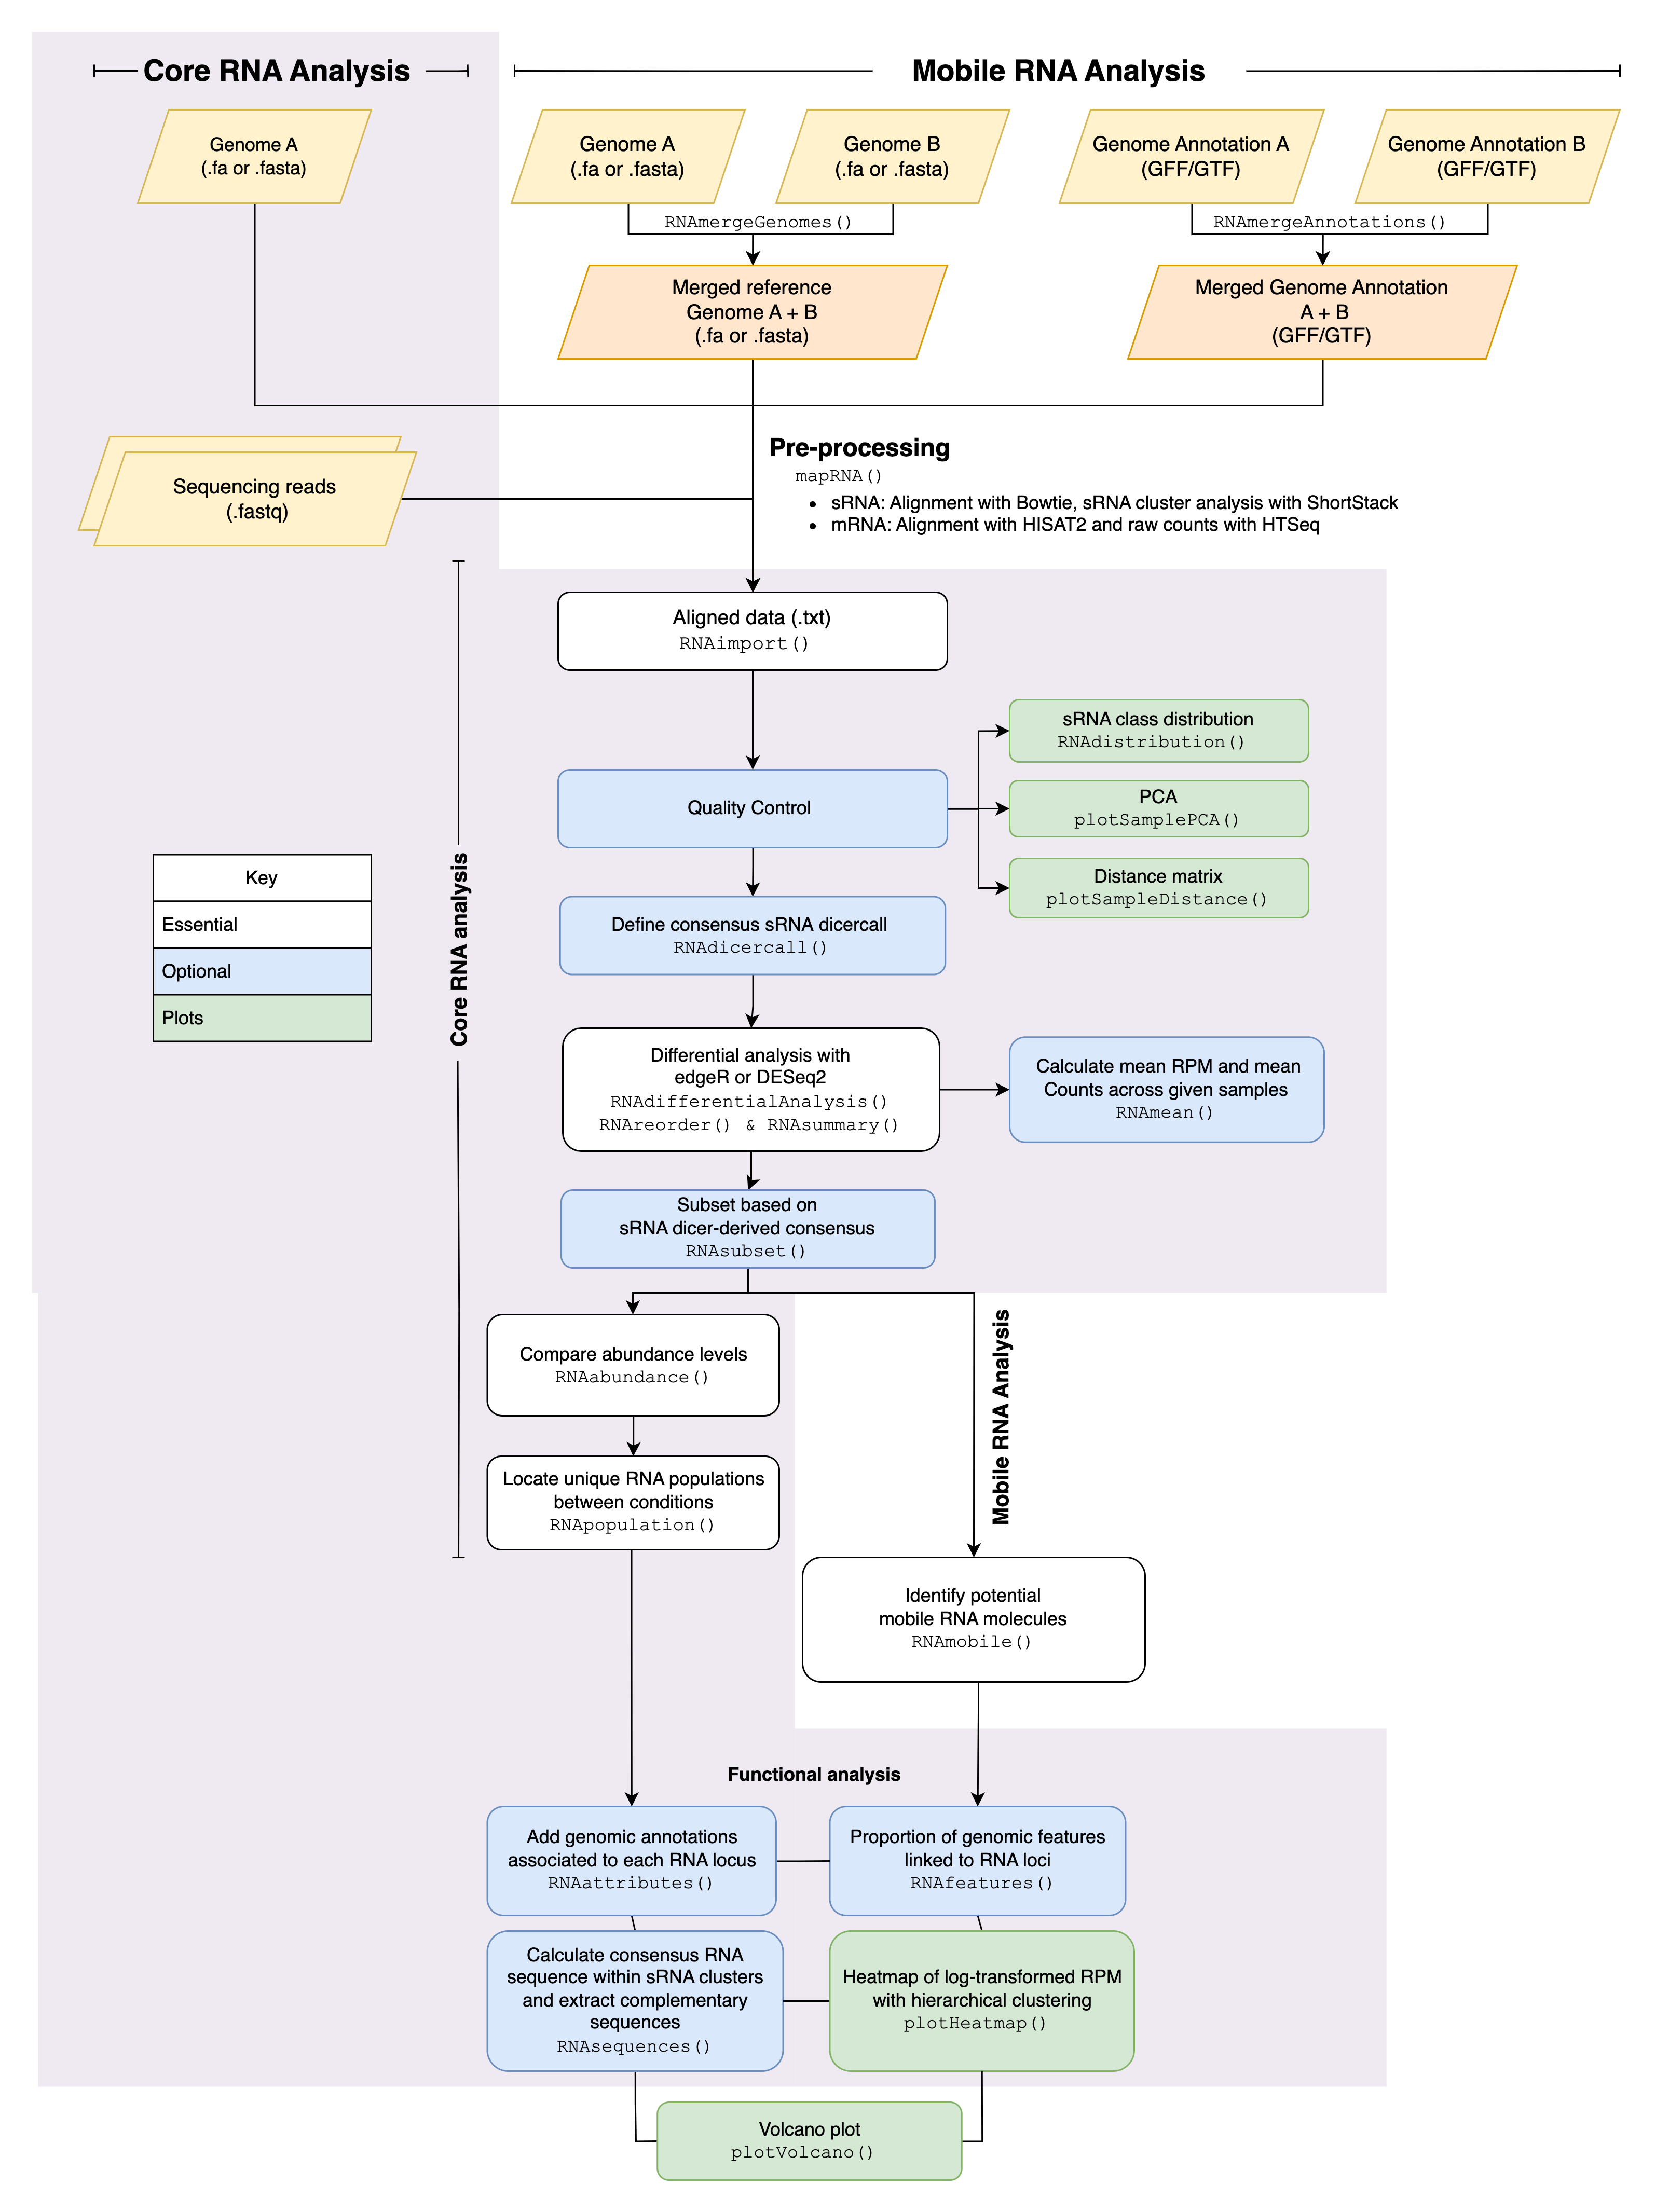 Core RNA Analysis
Mobile RNA Analysis
Genome A
(.fa or .fasta)
Genome A
(.fa or .fasta)
Genome B
(.fa or .fasta)
Genome Annotation A
(GFF/GTF)
Genome Annotation B
(GFF/GTF)
RNAmergeGenomes()
RNAmergeAnnotations()
Merged reference
Genome A + B
(.fa or .fasta)
Merged Genome Annotation
A + B
(GFF/GTF)
Sequencing reads
(.fastq)
Pre-processing
mapRNA()
• sRNA: Alignment with Bowtie, sRNA cluster analysis with ShortStack
• mRNA: Alignment with HISAT2 and raw counts with HTSeq
Aligned data (.txt)
RNAimport()
Quality Control
sRNA class distribution
RNAdistribution()
PCA
plotSamplePCA()
Distance matrix
plotSampleDistance()
Key
Essential
Optional
Plots
Core RNA analysis
Define consensus sRNA dicercall
RNAdicercall()
Differential analysis with
edgeR or DESeq2
RNAdifferentialAnalysis()
RNAreorder() & RNAsummary()
Calculate mean RPM and mean
Counts across given samples
RNAmean()
Subset based on
sRNA dicer-derived consensus
RNAsubset()
Compare abundance levels
RNAabundance()
Mobile RNA Analysis
Locate unique RNA populations
between conditions
RNApopulation()
Identify potential
mobile RNA molecules
RNAmobile()
Functional analysis
Add genomic annotations
associated to each RNA locus
RNAattributes()
Proportion of genomic features
linked to RNA loci
RNAfeatures()
Calculate consensus RNA
sequence within sRNA clusters
and extract complementary
sequences
RNAsequences()
Heatmap of log-transformed RPM
with hierarchical clustering
plotHeatmap()
Volcano plot
plotVolcano()